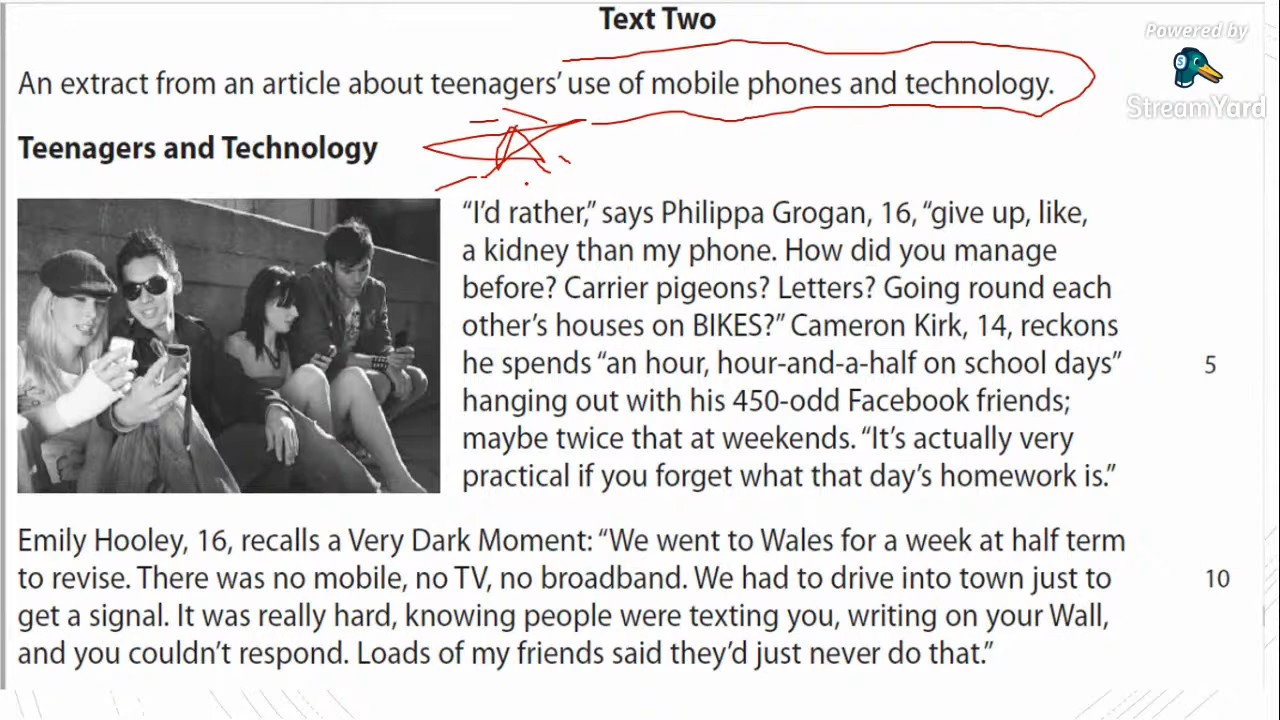 Text Two
Powered by
StreamYard
An extract from an article about teenagers’ use of mobile phones and technology.
Teenagers and Technology
“I’d rather,” says Philippa Grogan, 16, “give up, like,
a kidney than my phone. How did you manage
before? Carrier pigeons? Letters? Going round each
other’s houses on BIKES?” Cameron Kirk, 14, reckons
he spends “an hour, hour-and-a-half on school days” 5
hanging out with his 450-odd Facebook friends;
maybe twice that at weekends. “It’s actually very
practical if you forget what that day’s homework is.”
Emily Hooley, 16, recalls a Very Dark Moment: “We went to Wales for a week at half term
to revise. There was no mobile, no TV, no broadband. We had to drive into town just to 10
get a signal. It was really hard, knowing people were texting you, writing on your Wall,
and you couldn’t respond. Loads of my friends said they’d just never do that.”